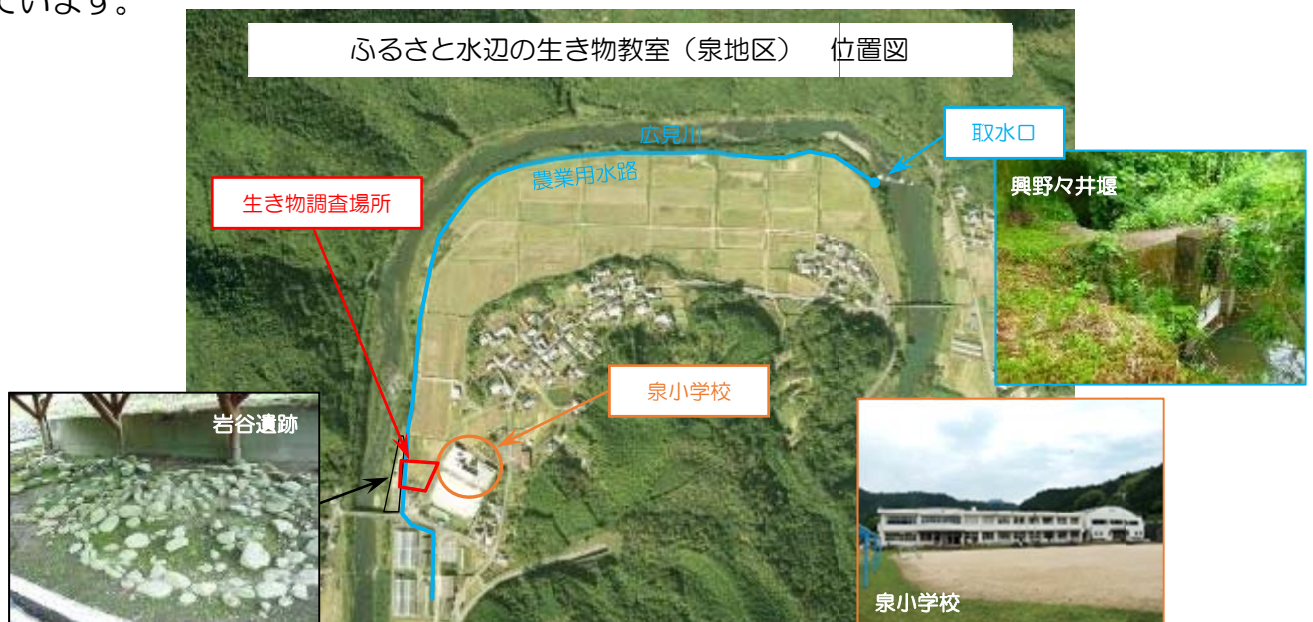 ています。
ふるさと水辺の生き物教室（泉地区）　位置図
広見川
取水口
農業用水路
興野々井堰
生き物調査場所
泉小学校
岩谷遺跡
泉小学校